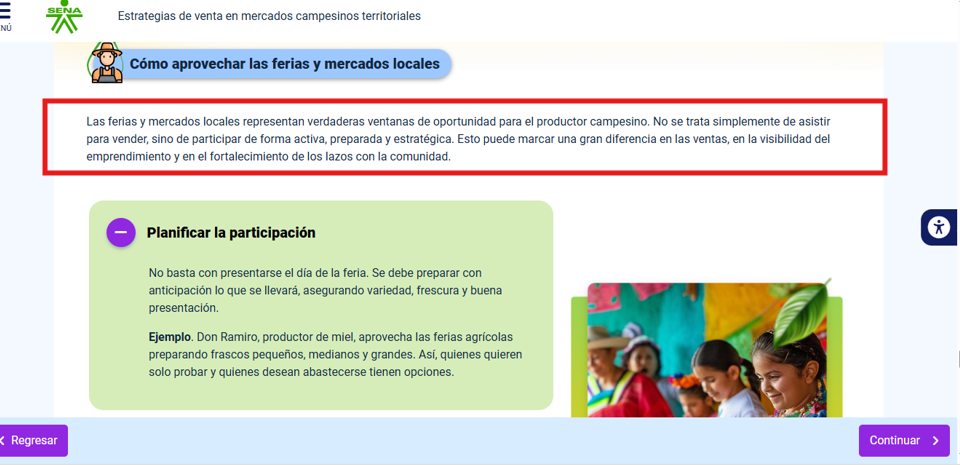 SENA
Estrategias de venta en mercados campesinos territoriales
NÚ
Cómo aprovechar las ferias y mercados locales
Las ferias y mercados locales representan verdaderas ventanas de oportunidad para el productor campesino. No se trata simplemente de asistir
para vender, sino de participar de forma activa, preparada y estratégica. Esto puede marcar una gran diferencia en las ventas, en la visibilidad del
emprendimiento y en el fortalecimiento de los lazos con la comunidad.
Planificar la participación
No basta con presentarse el día de la feria. Se debe preparar con
anticipación lo que se llevará, asegurando variedad, frescura y buena
presentación.
Ejemplo. Don Ramiro, productor de miel, aprovecha las ferias agrícolas
preparando frascos pequeños, medianos y grandes. Así, quienes quieren
solo probar y quienes desean abastecerse tienen opciones.
Regresar
Continuar